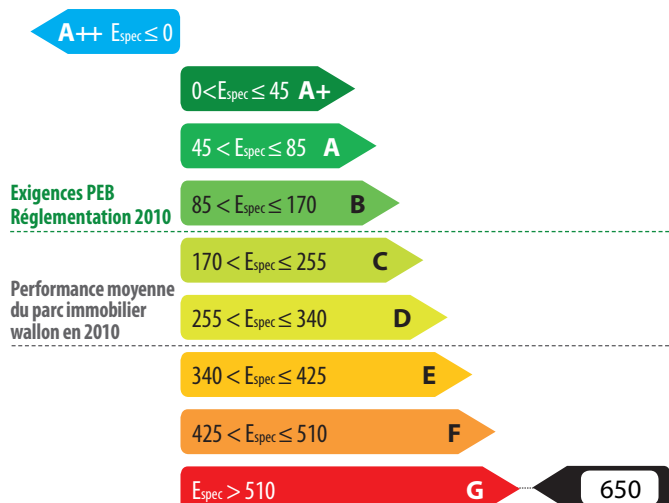 A++ Espec ≤ 0
0<Espec ≤ 45 A+
45 < Espec ≤ 85 A
Exigences PEB
Réglementation 2010
85 < Espec ≤ 170 B
170 < Espec ≤ 255 C
Performance moyenne
du parc immobilier
wallon en 2010
255 < Espec ≤ 340 D
340 < Espec ≤ 425 E
425 < Espec ≤ 510 F
Espec > 510 G 650